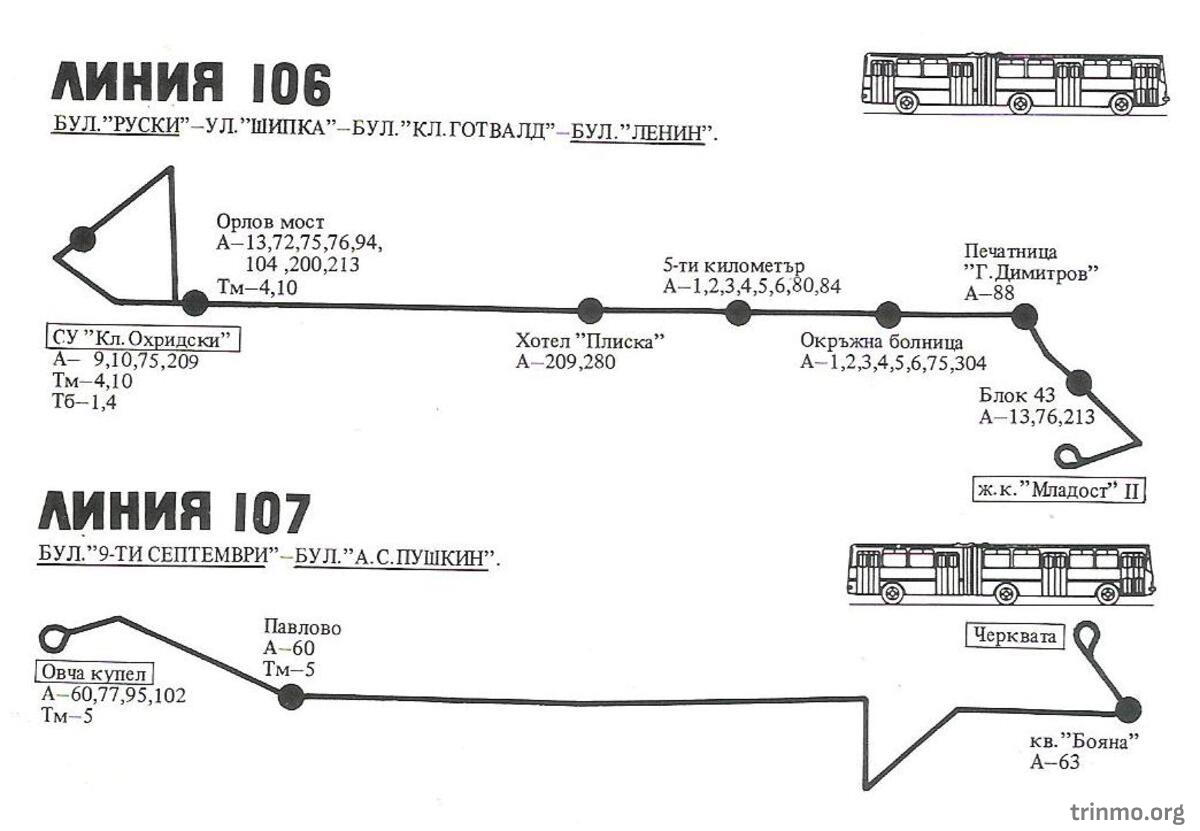 ЛИНИЯ 106
БУЛ."РУСКИ"–УЛ."ШИПКА"–БУЛ."КЛ.ГОТВАЛД"–БУЛ."ЛЕНИН".
Орлов мост
А–13,72,75,76,94,
104 ,200,213
Тм–4,10
СУ "Кл. Охридски"
А– 9,10,75,209
Тм–4,10
Тб–1,4
Хотел "Плиска"
А–209,280
5-ти километър
А–1,2,3,4,5,6,80,84
Окръжна болница
А–1,2,3,4,5,6,75,304
Печатница
"Г.Димитров"
А–88
Блок 43
А–13,76,213
ж.к."Младост" II
ЛИНИЯ 107
БУЛ."9-ТИ СЕПТЕМВРИ"–БУЛ."А.С.ПУШКИН".
Овча купел
А–60,77,95,102
Тм–5
Павлово
А–60
Тм–5
Черквата
кв."Бояна"
А–63
trinmo.org